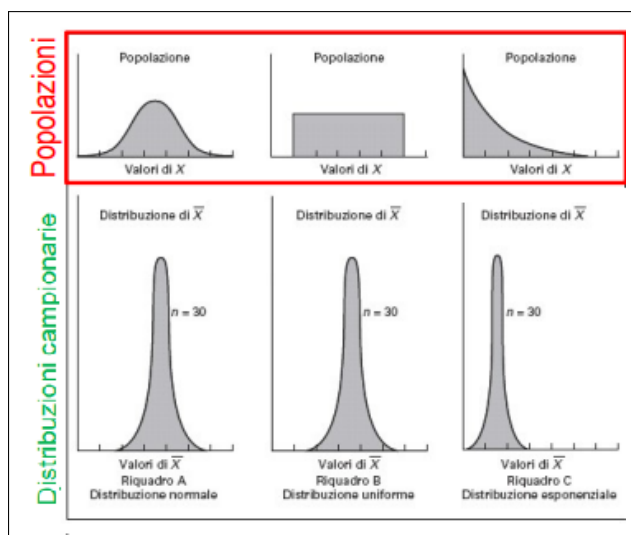 Popolazioni
Popolazione
Popolazione
Popolazione
Valori di X
Valori di X
Valori di X
Distribuzioni campionarie
Distribuzione di X̅
Distribuzione di X̅
Distribuzione di X̅
n = 30
n = 30
n = 30
Valori di X̅
Valori di X̅
Valori di X̅
Riquadro A
Riquadro B
Riquadro C
Distribuzione normale
Distribuzione uniforme
Distribuzione esponenziale